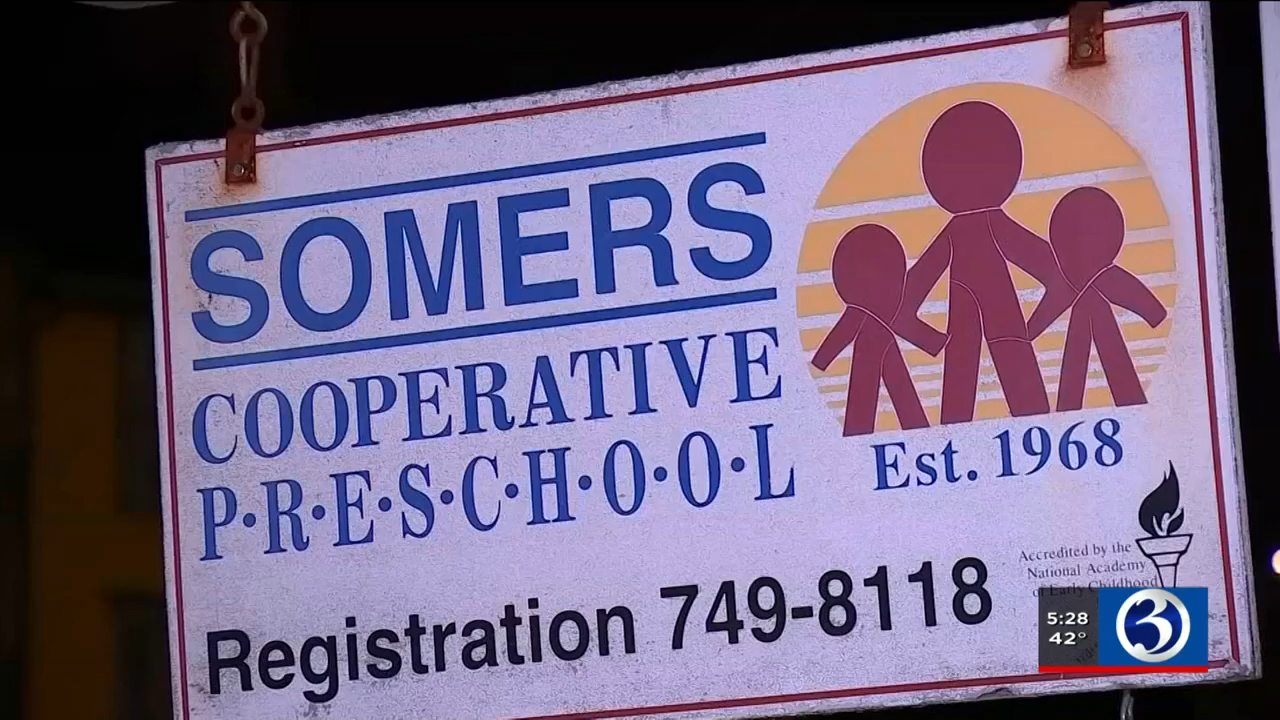 SOMERS
COOPERATIVE
P·R·E·S·C·H·O·O·L
Est. 1968
Registration 749-8118
Accredited by the
National Academy
of Early Childhood
5:28
42°
3